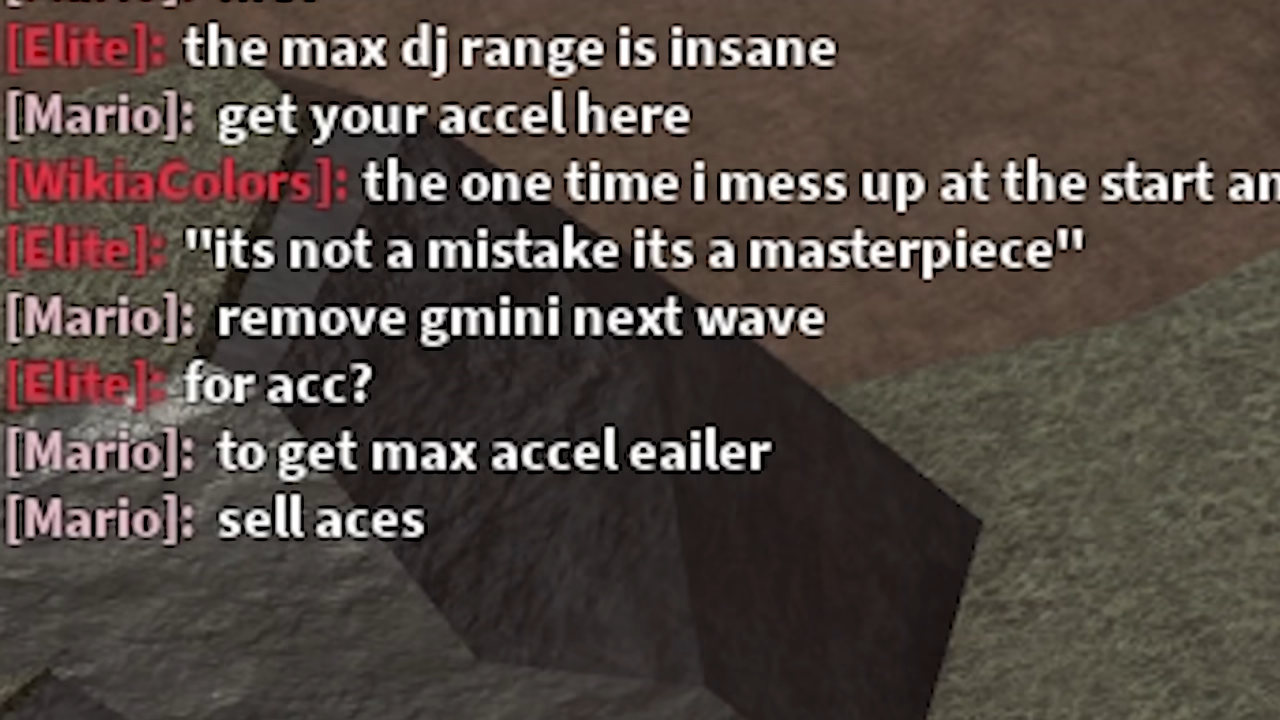 [Elite]: the max dj range is insane
[Mario]: get your accel here
[WikiaColors]: the one time i mess up at the start an
[Elite]: "its not a mistake its a masterpiece"
[Mario]: remove gmini next wave
[Elite]: for acc?
[Mario]: to get max accel eailer
[Mario]: sell aces